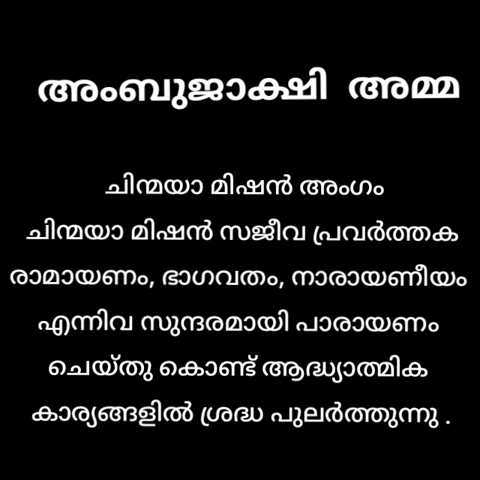 അംബുജാക്ഷി അമ്മ
ചിന്മയാ മിഷൻ അംഗം
ചിന്മയാ മിഷൻ സജീവ പ്രവർത്തക
രാമായണം, ഭാഗവതം, നാരായണീയം
എന്നിവ സുന്ദരമായി പാരായണം
ചെയ്തു കൊണ്ട് ആദ്ധ്യാത്മിക
കാര്യങ്ങളിൽ ശ്രദ്ധ പുലർത്തുന്നു .